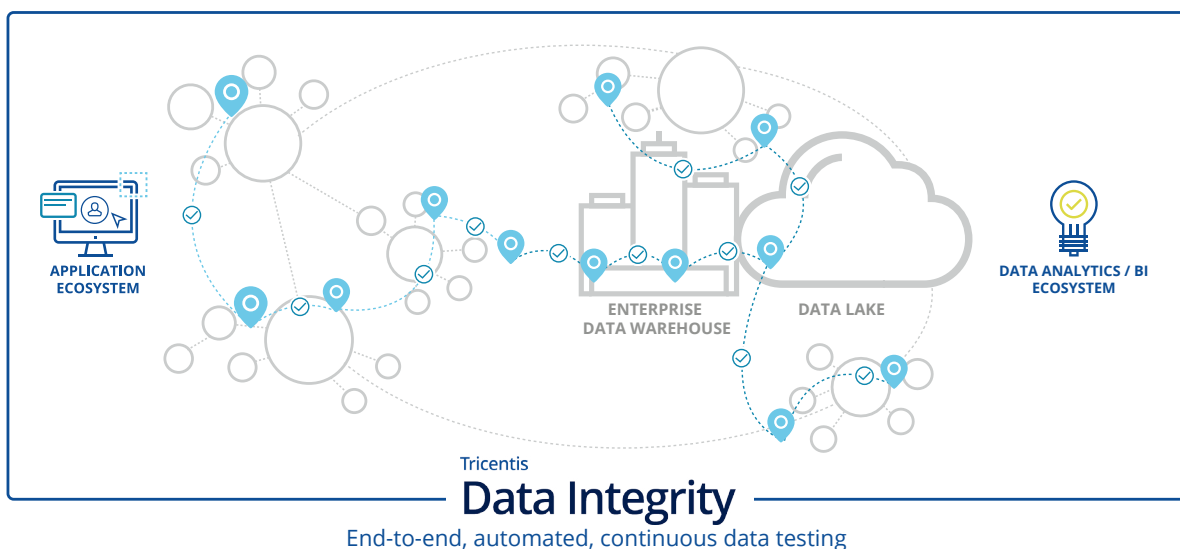 APPLICATION
ECOSYSTEM
ENTERPRISE
DATA WAREHOUSE
DATA LAKE
DATA ANALYTICS / BI
ECOSYSTEM
Tricentis
Data Integrity
End-to-end, automated, continuous data testing